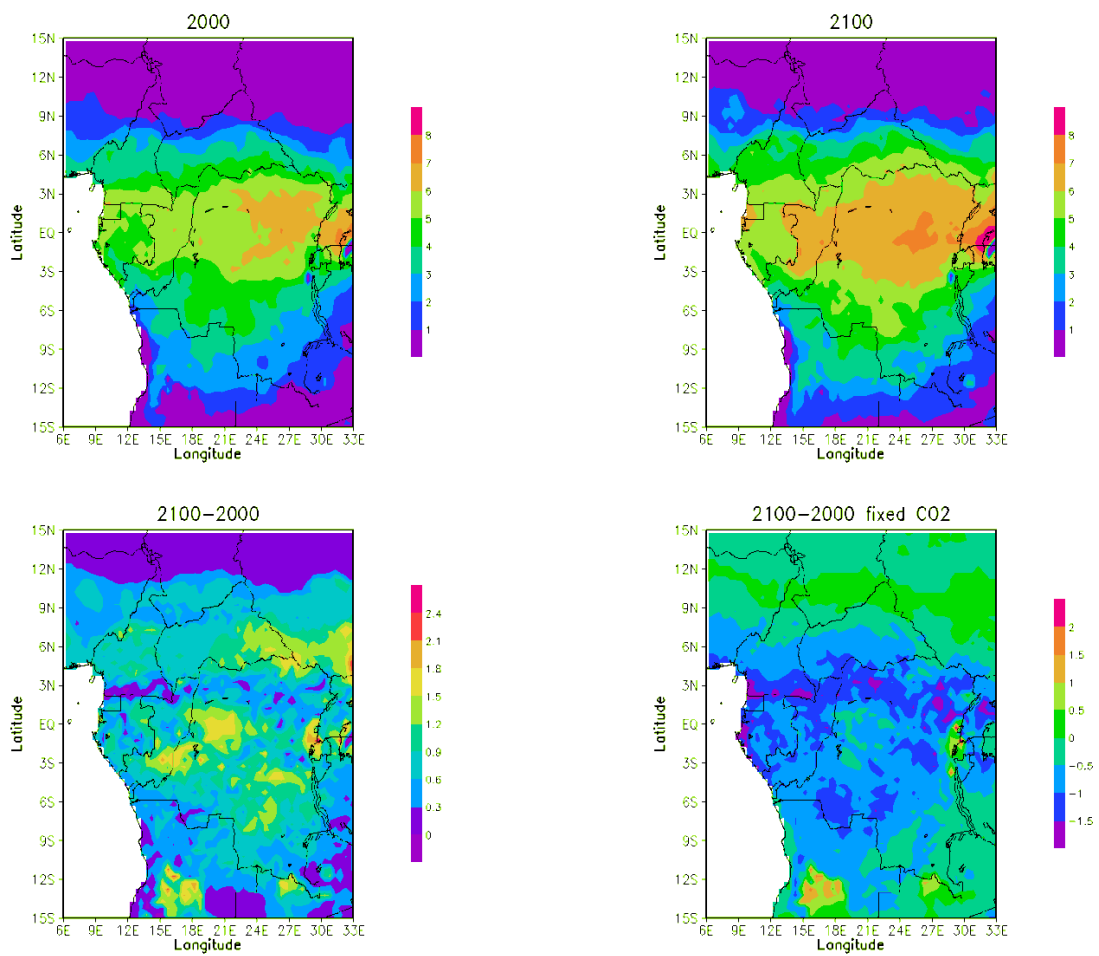 2000
15N
12N
9N
6N
3N
EQ
3S
6S
9S
12S
15S
Latitude
6E 9E 12E 15E 18E 21E 24E 27E 30E 33E
Longitude
8
7
6
5
4
3
2
1
2100
15N
12N
9N
6N
3N
EQ
3S
6S
9S
12S
15S
Latitude
6E 9E 12E 15E 18E 21E 24E 27E 30E 33E
Longitude
8
7
6
5
4
3
2
1
2100-2000
15N
12N
9N
6N
3N
EQ
3S
6S
9S
12S
15S
Latitude
6E 9E 12E 15E 18E 21E 24E 27E 30E 33E
Longitude
2.4
2.1
1.8
1.5
1.2
0.9
0.6
0.3
0
2100-2000 fixed CO2
15N
12N
9N
6N
3N
EQ
3S
6S
9S
12S
15S
Latitude
6E 9E 12E 15E 18E 21E 24E 27E 30E 33E
Longitude
2
1.5
1
0.5
0
-0.5
-1
-1.5